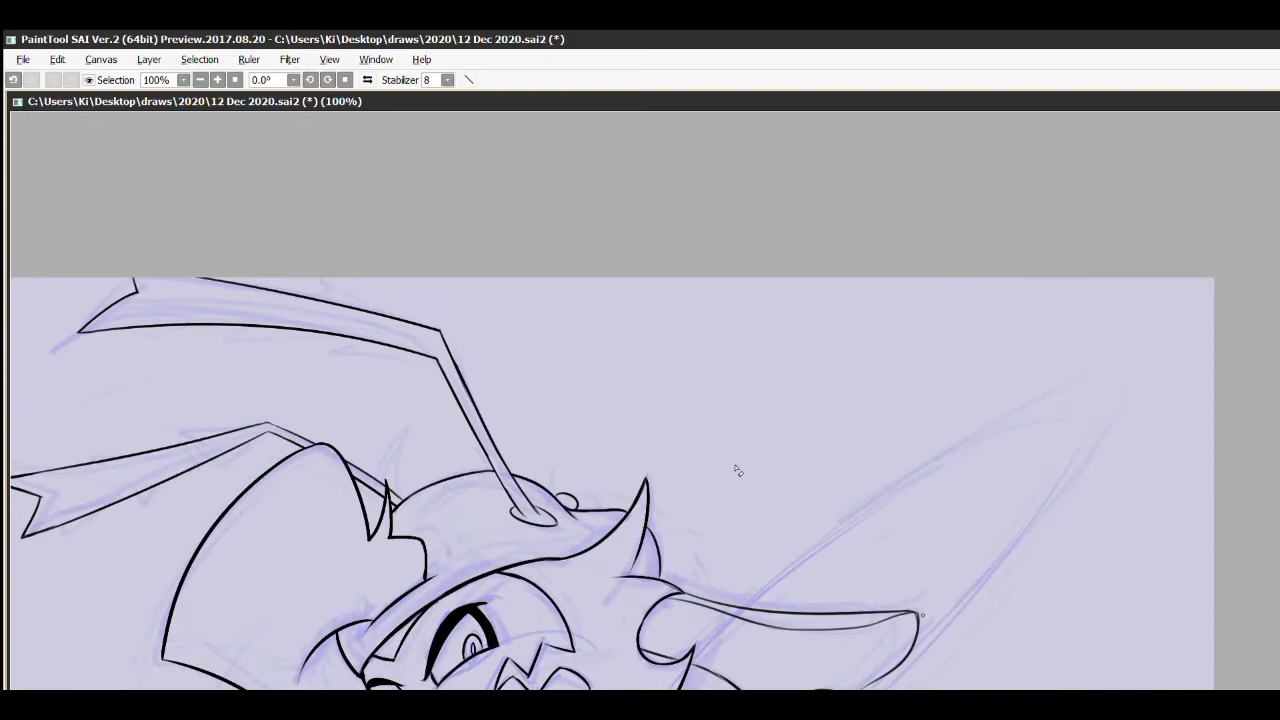 PaintTool SAI Ver.2 (64bit) Preview.2017.08.20 - C:\Users\Ki\Desktop\draws\2020\12 Dec 2020.sai2 (*)
File Edit Canvas Layer Selection Ruler Filter View Window Help
Selection 100% 0.0° Stabilizer 8
C:\Users\Ki\Desktop\draws\2020\12 Dec 2020.sai2 (*) (100%)